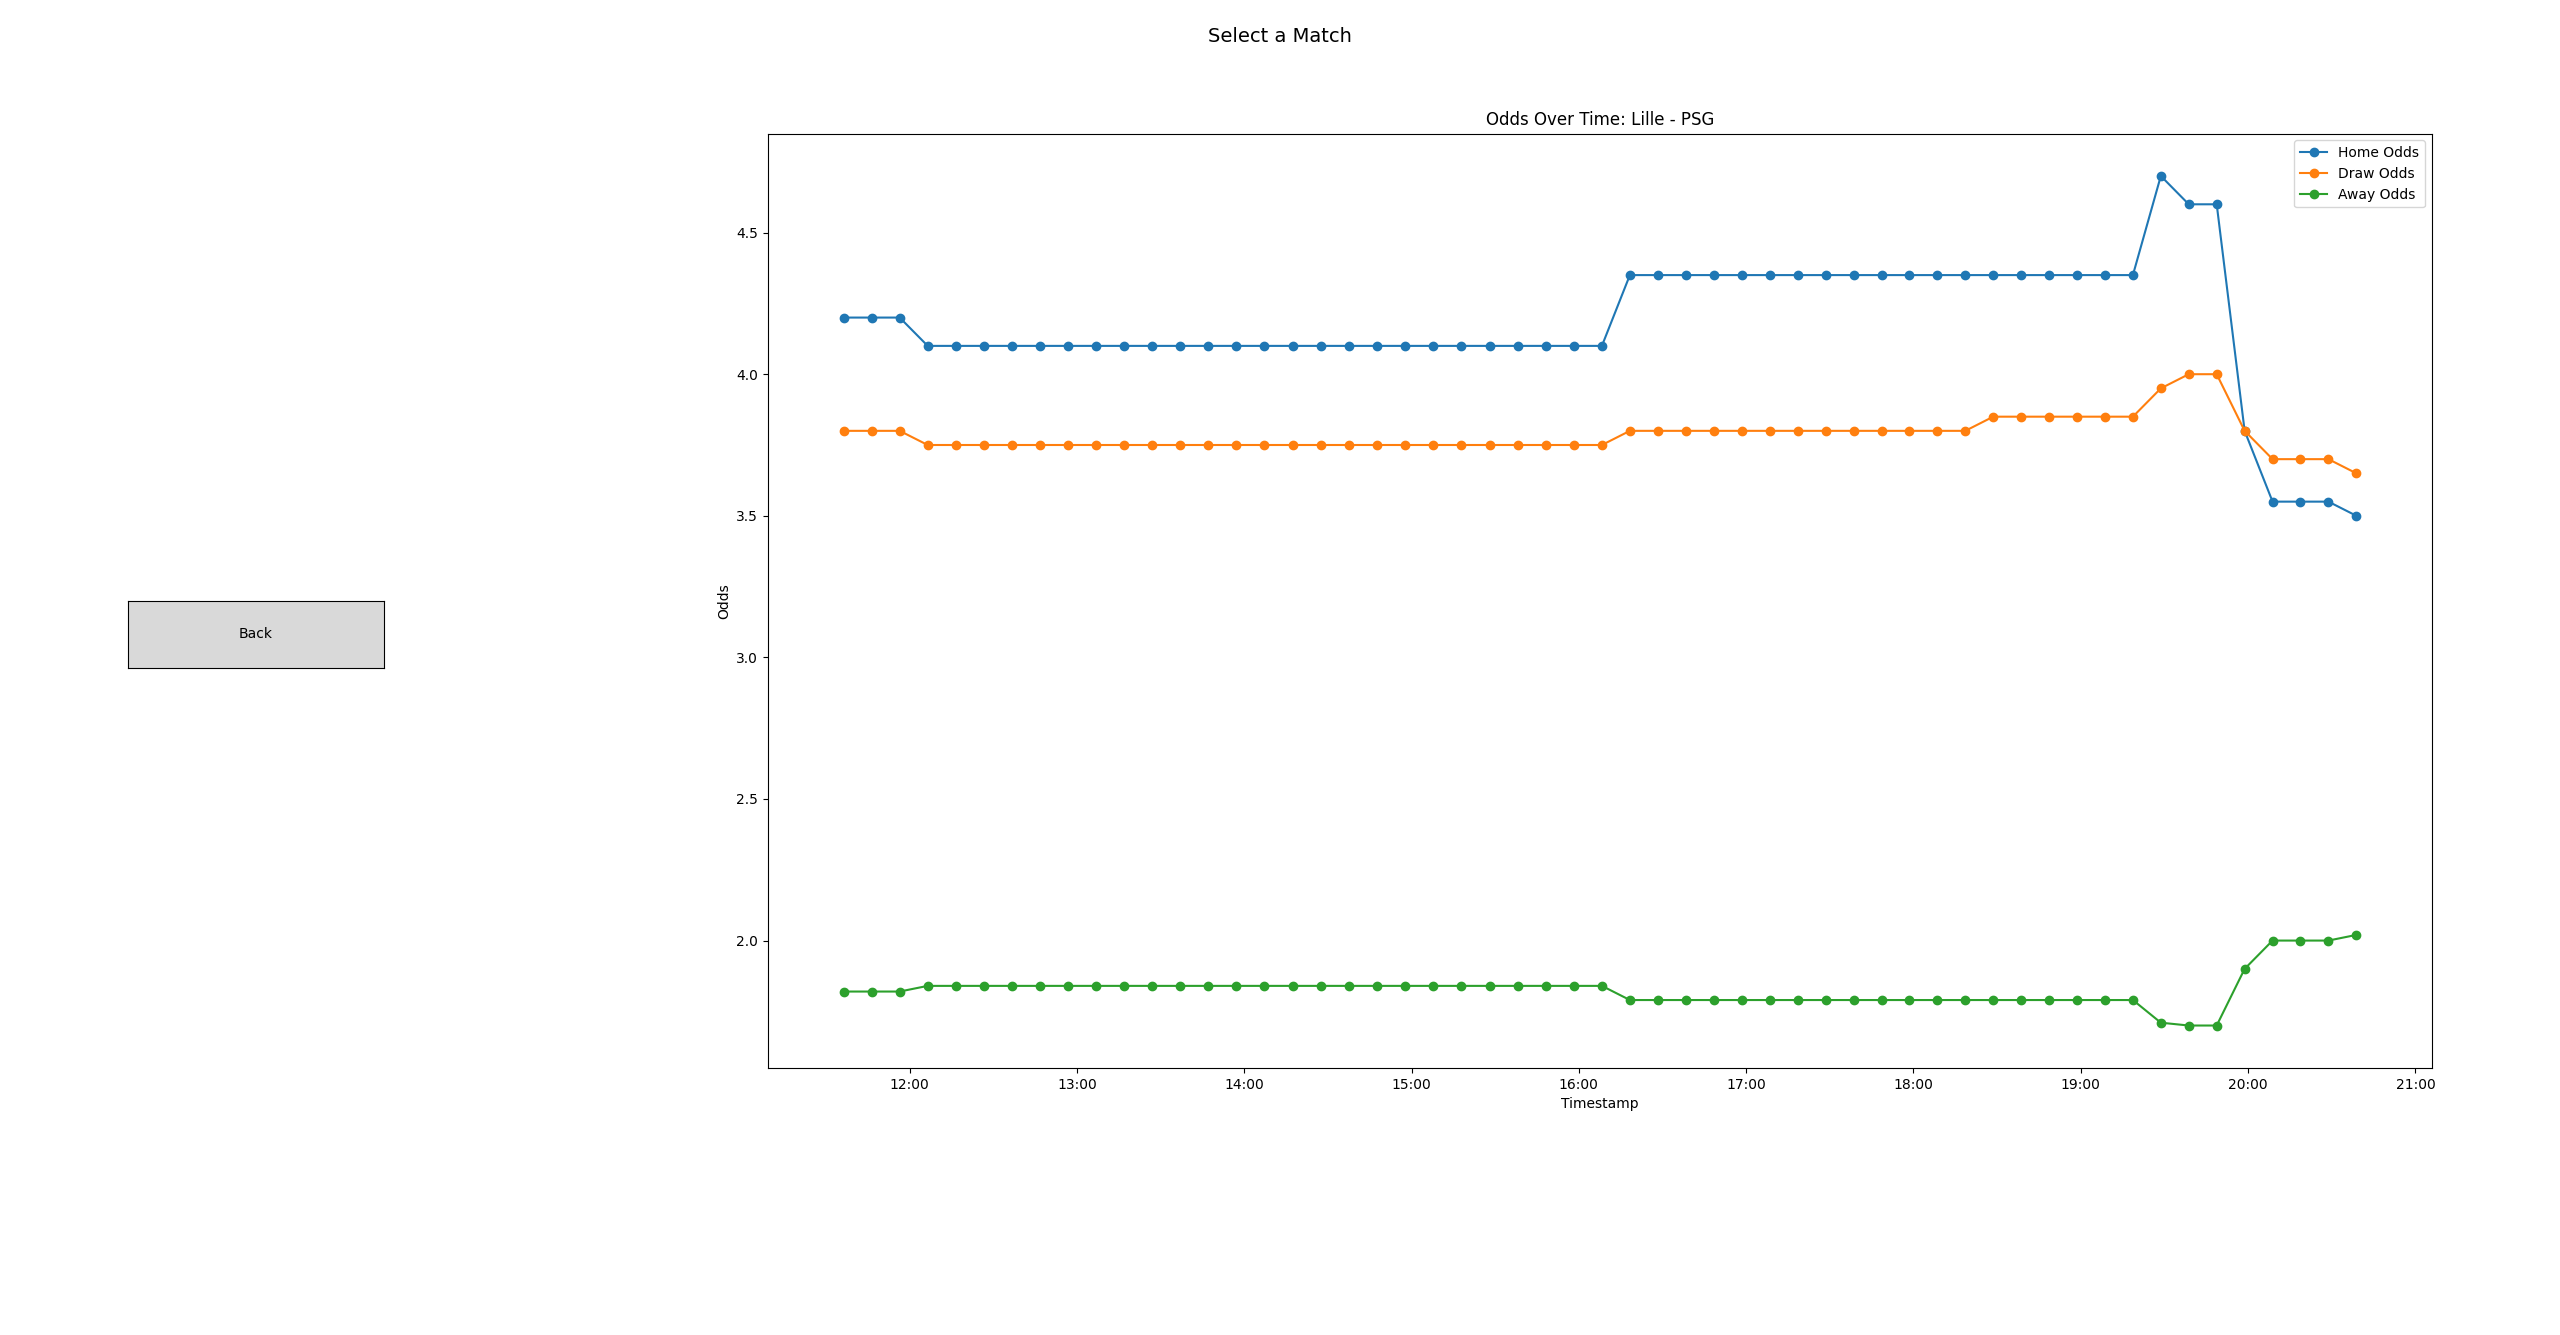 Select a Match
Odds Over Time: Lille - PSG
Home Odds
Draw Odds
Away Odds
4.5
4.0
3.5
3.0
2.5
2.0
Odds
Back
12:00 13:00 14:00 15:00 16:00 17:00 18:00 19:00 20:00 21:00
Timestamp